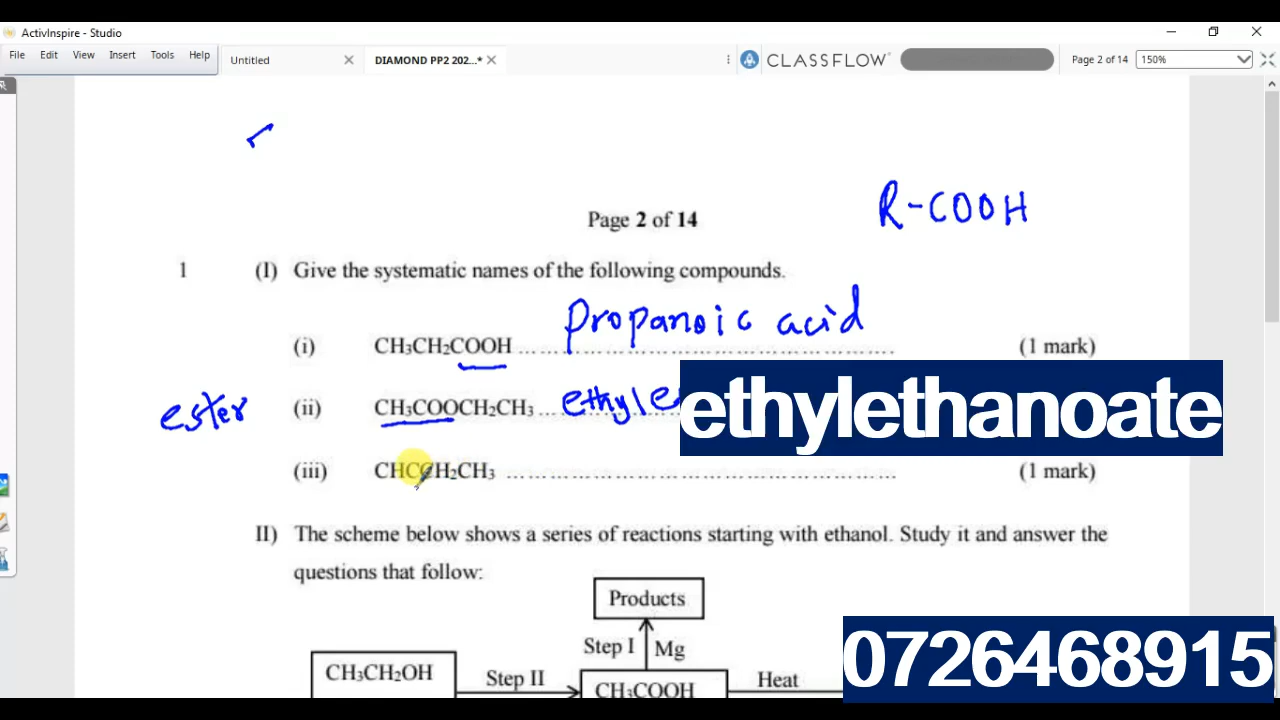 ActivInspire - Studio
File Edit View Insert Tools Help
Untitled
DIAMOND PP2 202...*
CLASSFLOW
Page 2 of 14
150%
R-COOH
Page 2 of 14
1 (I) Give the systematic names of the following compounds.
propanoic acid
(i) CH₃CH₂COOH ........................ (1 mark)
ester (ii) CH₃COOCH₂CH₃ ... ethyle
ethylethanoate
(iii) CHCCH₂CH₃ ........................ (1 mark)
II) The scheme below shows a series of reactions starting with ethanol. Study it and answer the
questions that follow:
Products
Step I Mg
CH₃CH₂OH Step II CH₃COOH Heat
0726468915